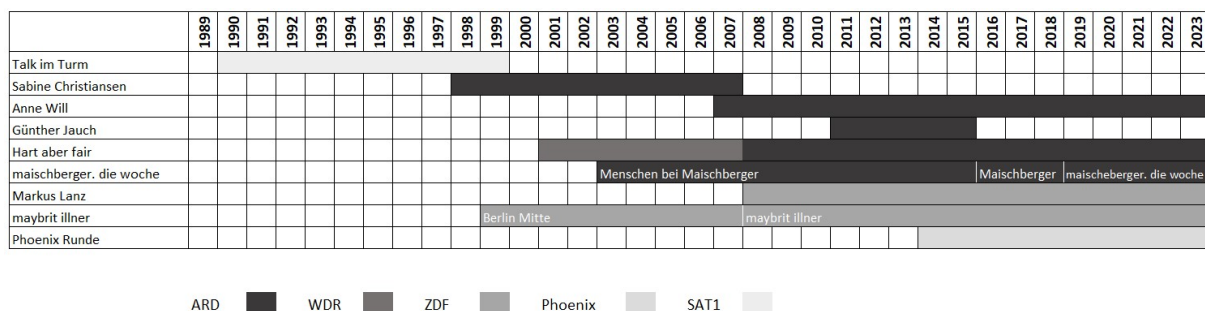 1989 1990 1991 1992 1993 1994 1995 1996 1997 1998 1999 2000 2001 2002 2003 2004 2005 2006 2007 2008 2009 2010 2011 2012 2013 2014 2015 2016 2017 2018 2019 2020 2021 2022 2023
Talk im Turm
Sabine Christiansen
Anne Will
Günther Jauch
Hart aber fair
maischberger. die woche Menschen bei Maischberger Maischberger maischeberger. die woche
Markus Lanz
maybrit illner Berlin Mitte maybrit illner
Phoenix Runde
ARD WDR ZDF Phoenix SAT1